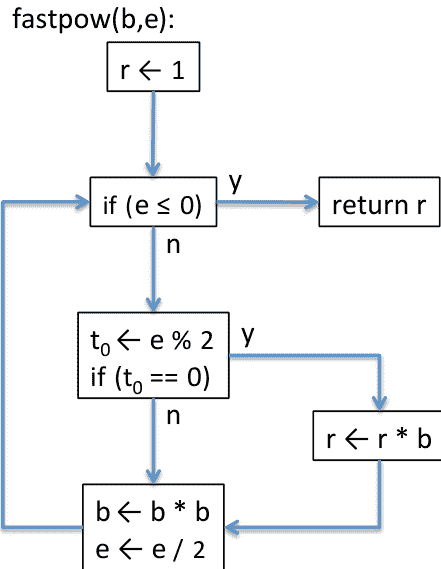 fastpow(b,e):
r ← 1
if (e ≤ 0)
y
return r
n
t₀ ← e % 2
if (t₀ == 0)
y
n
r ← r * b
b ← b * b
e ← e / 2